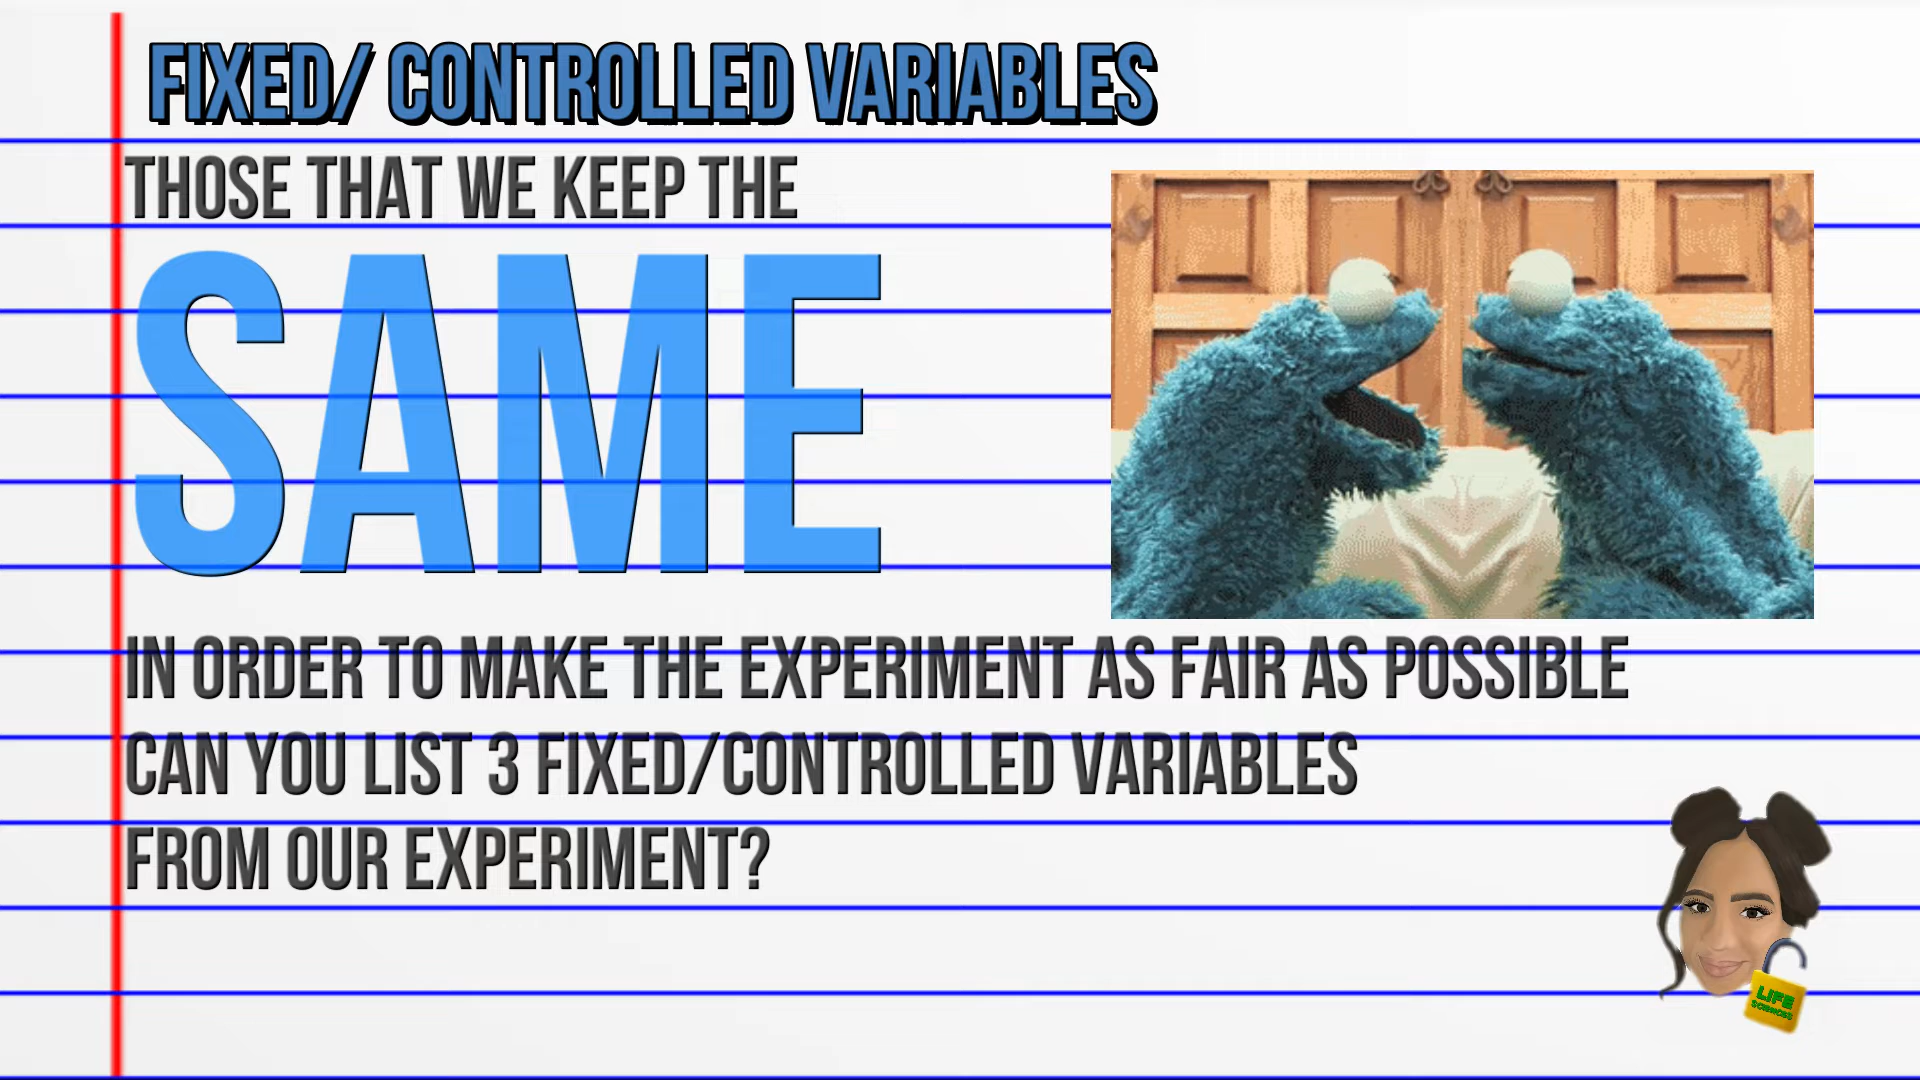 FIXED/ CONTROLLED VARIABLES
THOSE THAT WE KEEP THE
SAME
IN ORDER TO MAKE THE EXPERIMENT AS FAIR AS POSSIBLE
CAN YOU LIST 3 FIXED/CONTROLLED VARIABLES
FROM OUR EXPERIMENT?
LIFE
SCIENCES